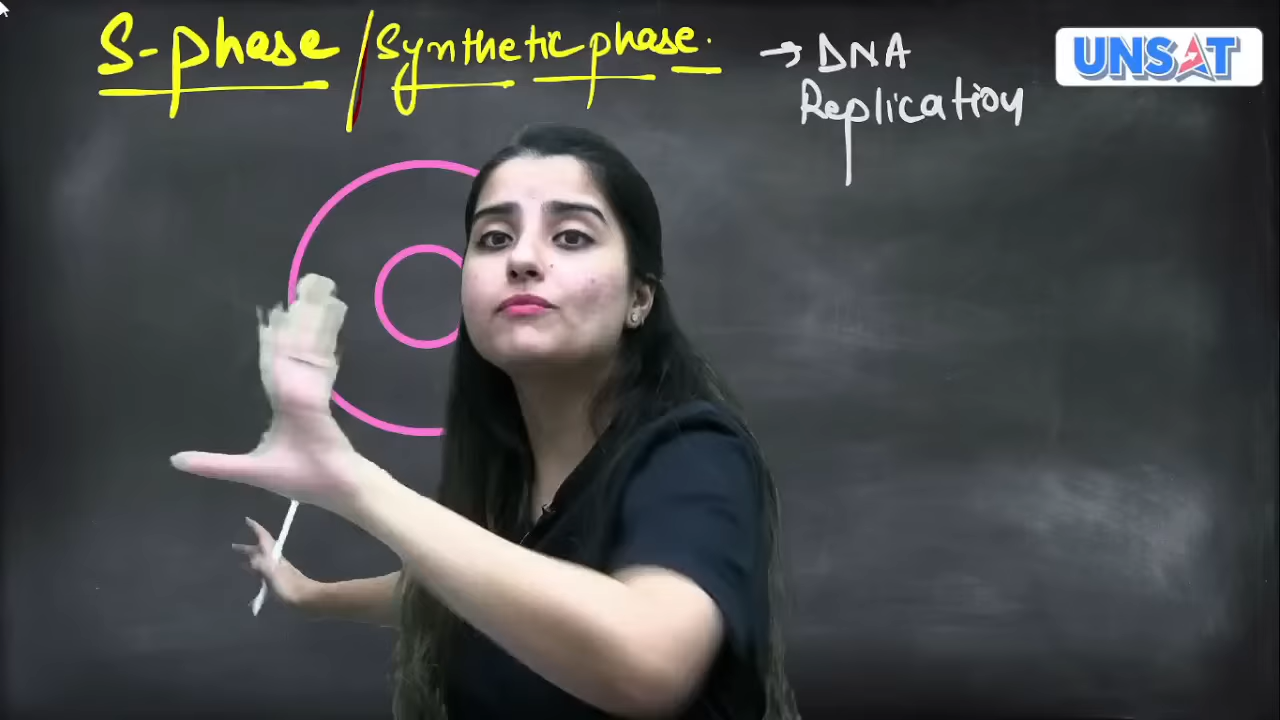 S-phase / Synthetic phase. → DNA
Replication
UNSAT